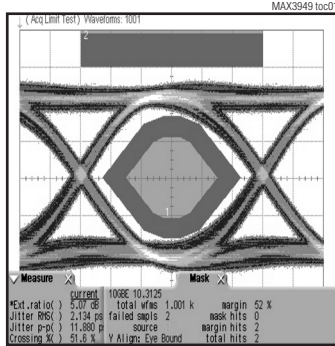 MAX3949 toc01
( Acq Limit Test) Waveforms: 1001
2
1
Measure
Mask
current
10GBE 10.3125
*Ext.ratio( ) 5.07 dB
total wfms 1.001 k
margin 52 %
Jitter RMS( ) 2.134 ps
failed smpls 2
mask hits 0
Jitter p-p( ) 11.880 p
source
margin hits 2
Crossing %( ) 51.6 %
Y Align: Eye Bound
total hits 2